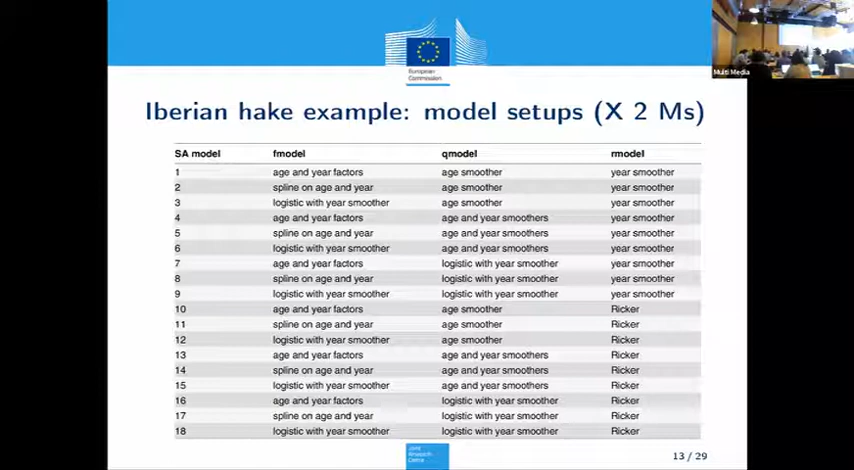 European
Commission
Multi Media
Iberian hake example: model setups (X 2 Ms)
SA model fmodel qmodel rmodel
1 age and year factors age smoother year smoother
2 spline on age and year age smoother year smoother
3 logistic with year smoother age smoother year smoother
4 age and year factors age and year smoothers year smoother
5 spline on age and year age and year smoothers year smoother
6 logistic with year smoother age and year smoothers year smoother
7 age and year factors logistic with year smoother year smoother
8 spline on age and year logistic with year smoother year smoother
9 logistic with year smoother logistic with year smoother year smoother
10 age and year factors age smoother Ricker
11 spline on age and year age smoother Ricker
12 logistic with year smoother age smoother Ricker
13 age and year factors age and year smoothers Ricker
14 spline on age and year age and year smoothers Ricker
15 logistic with year smoother age and year smoothers Ricker
16 age and year factors logistic with year smoother Ricker
17 spline on age and year logistic with year smoother Ricker
18 logistic with year smoother logistic with year smoother Ricker
Joint
Research
Centre
13 / 29